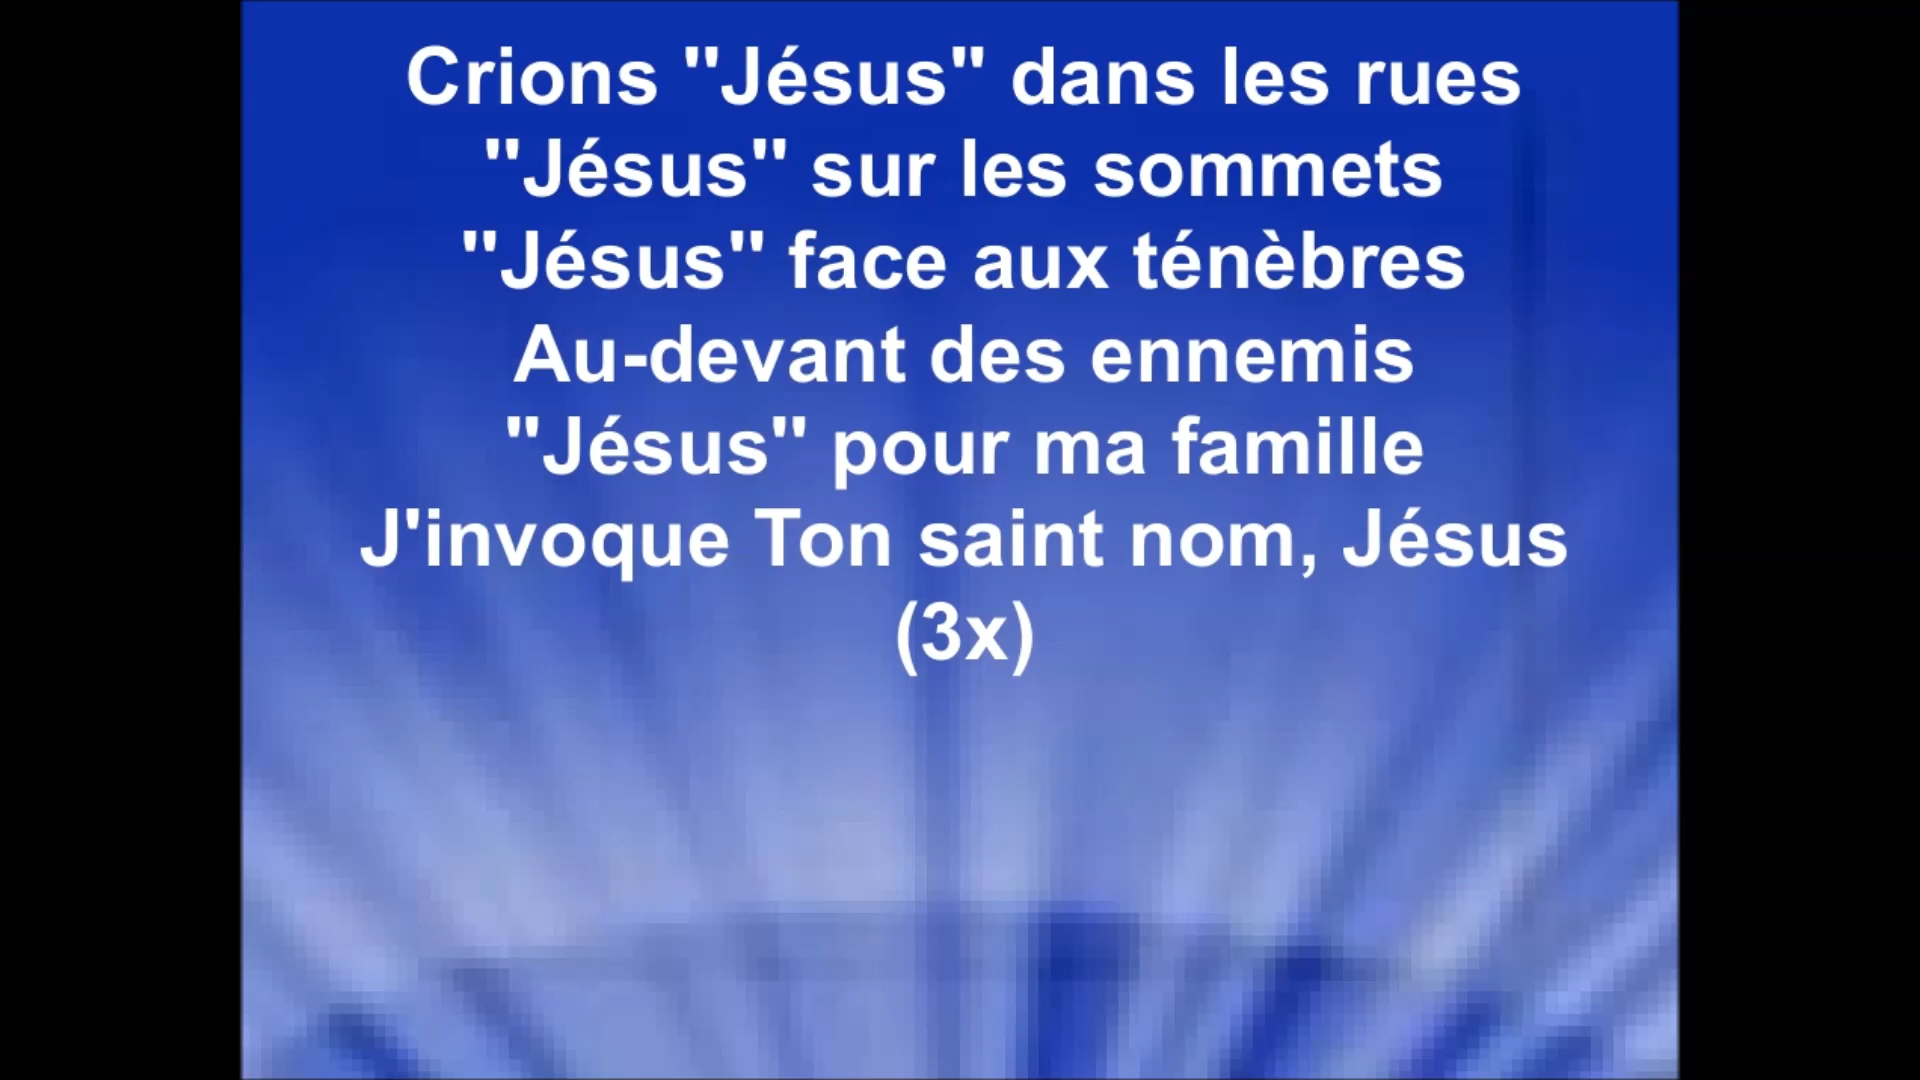 Crions "Jésus" dans les rues
"Jésus" sur les sommets
"Jésus" face aux ténèbres
Au-devant des ennemis
"Jésus" pour ma famille
J'invoque Ton saint nom, Jésus
(3x)